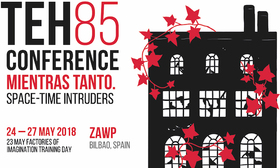 TEH85
CONFERENCE
MIENTRAS TANTO.
SPACE-TIME INTRUDERS
24 – 27 MAY 2018
23 MAY FACTORIES OF
IMAGINATION TRAINING DAY
ZAWP
BILBAO, SPAIN